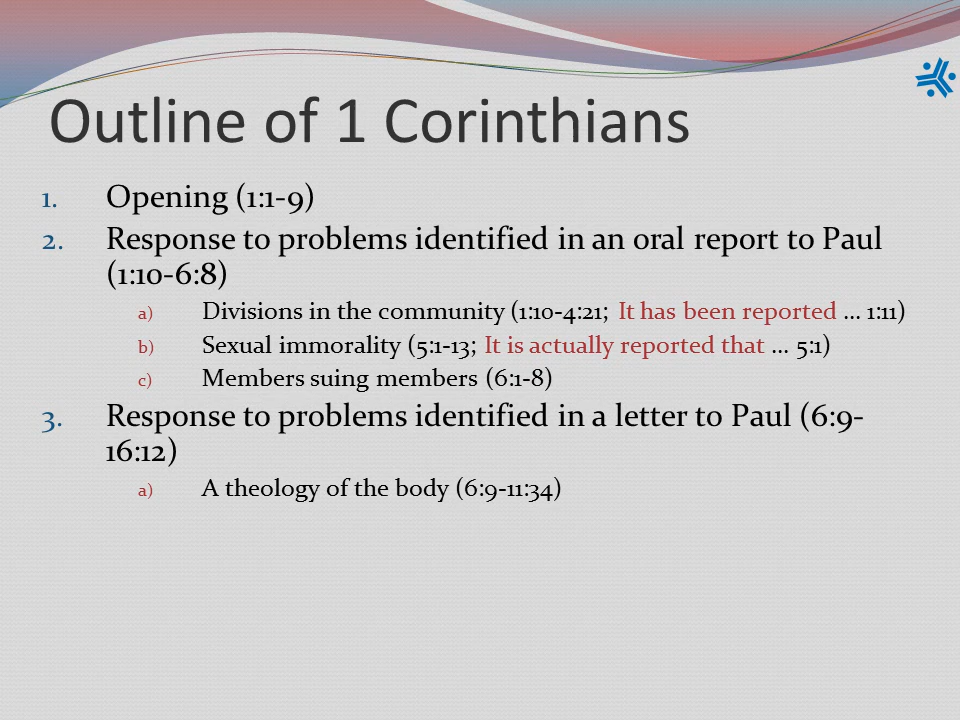 Outline of 1 Corinthians
1. Opening (1:1-9)
2. Response to problems identified in an oral report to Paul
(1:10-6:8)
a) Divisions in the community (1:10-4:21; It has been reported ... 1:11)
b) Sexual immorality (5:1-13; It is actually reported that ... 5:1)
c) Members suing members (6:1-8)
3. Response to problems identified in a letter to Paul (6:9-
16:12)
a) A theology of the body (6:9-11:34)